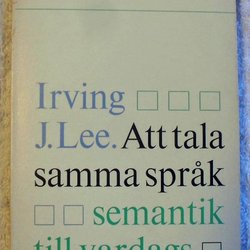 Irving
J. Lee. Att tala
samma språk
semantik
till vardags